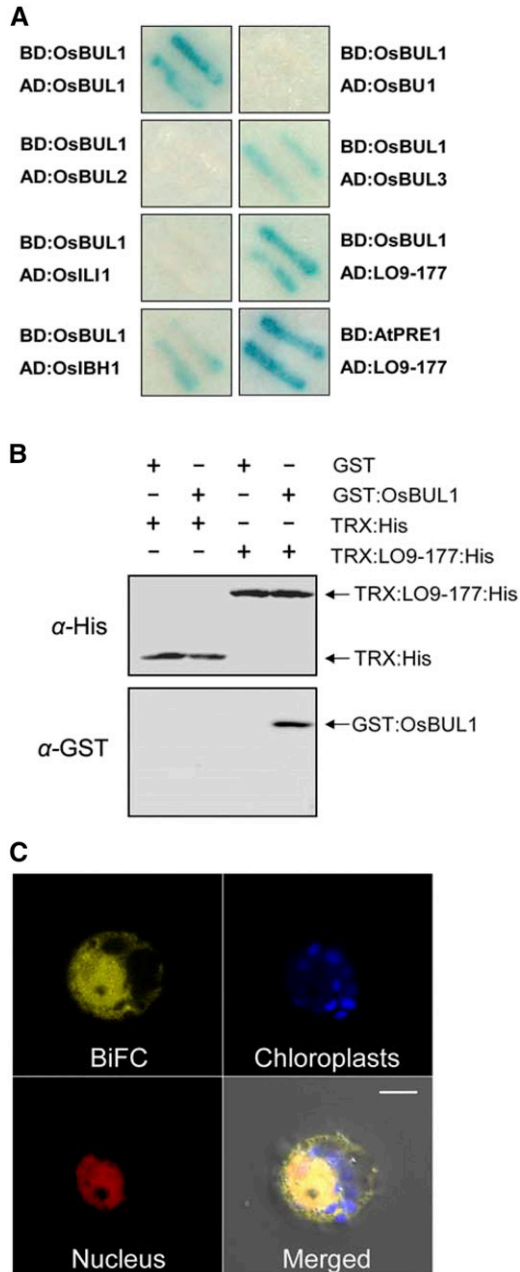 A
BD:OsBUL1 BD:OsBUL1
AD:OsBUL1 AD:OsBU1
BD:OsBUL1 BD:OsBUL1
AD:OsBUL2 AD:OsBUL3
BD:OsBUL1 BD:OsBUL1
AD:OsILI1 AD:LO9-177
BD:OsBUL1 BD:AtPRE1
AD:OsIBH1 AD:LO9-177
B
+ – + – GST
– + – + GST:OsBUL1
+ + – – TRX:His
– – + + TRX:LO9-177:His
α-His
TRX:LO9-177:His
TRX:His
α-GST
GST:OsBUL1
C
BiFC Chloroplasts
Nucleus Merged